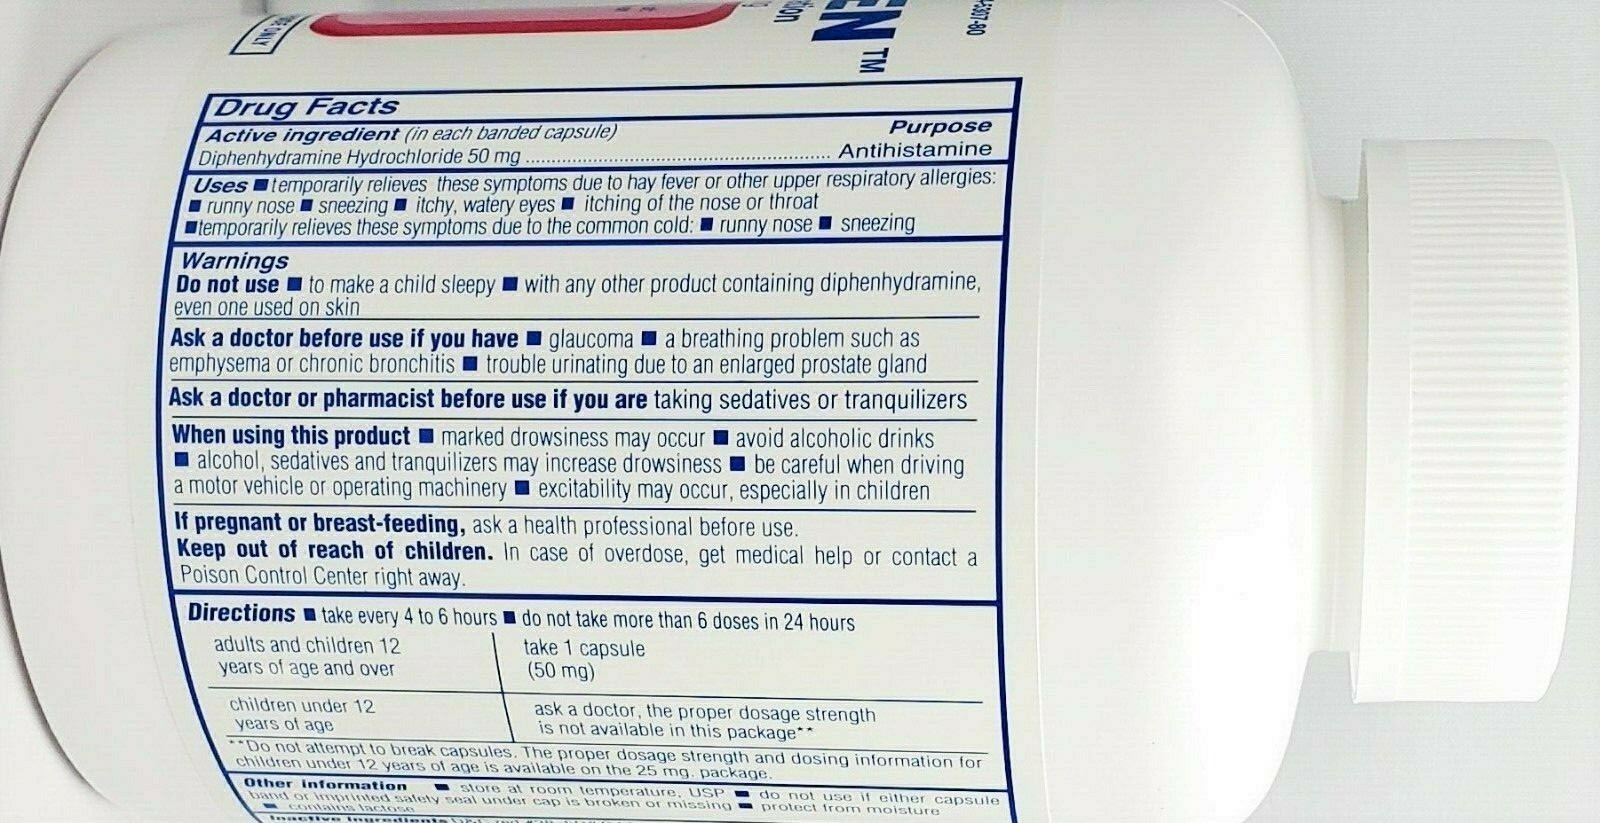 EN™
Drug Facts
Active ingredient (in each banded capsule) Purpose
Diphenhydramine Hydrochloride 50 mg ........................................................... Antihistamine
Uses ■ temporarily relieves these symptoms due to hay fever or other upper respiratory allergies:
■ runny nose ■ sneezing ■ itchy, watery eyes ■ itching of the nose or throat
■ temporarily relieves these symptoms due to the common cold: ■ runny nose ■ sneezing
Warnings
Do not use ■ to make a child sleepy ■ with any other product containing diphenhydramine,
even one used on skin
Ask a doctor before use if you have ■ glaucoma ■ a breathing problem such as
emphysema or chronic bronchitis ■ trouble urinating due to an enlarged prostate gland
Ask a doctor or pharmacist before use if you are taking sedatives or tranquilizers
When using this product ■ marked drowsiness may occur ■ avoid alcoholic drinks
■ alcohol, sedatives and tranquilizers may increase drowsiness ■ be careful when driving
a motor vehicle or operating machinery ■ excitability may occur, especially in children
If pregnant or breast-feeding, ask a health professional before use.
Keep out of reach of children. In case of overdose, get medical help or contact a
Poison Control Center right away.
Directions ■ take every 4 to 6 hours ■ do not take more than 6 doses in 24 hours
adults and children 12 take 1 capsule
years of age and over (50 mg)
children under 12 ask a doctor, the proper dosage strength
years of age is not available in this package**
**Do not attempt to break capsules. The proper dosage strength and dosing information for
children under 12 years of age is available on the 25 mg. package.
Other information ■ store at room temperature, USP ■ do not use if either capsule
band or imprinted safety seal under cap is broken or missing ■ protect from moisture
■ contains lactose
Inactive Ingredients